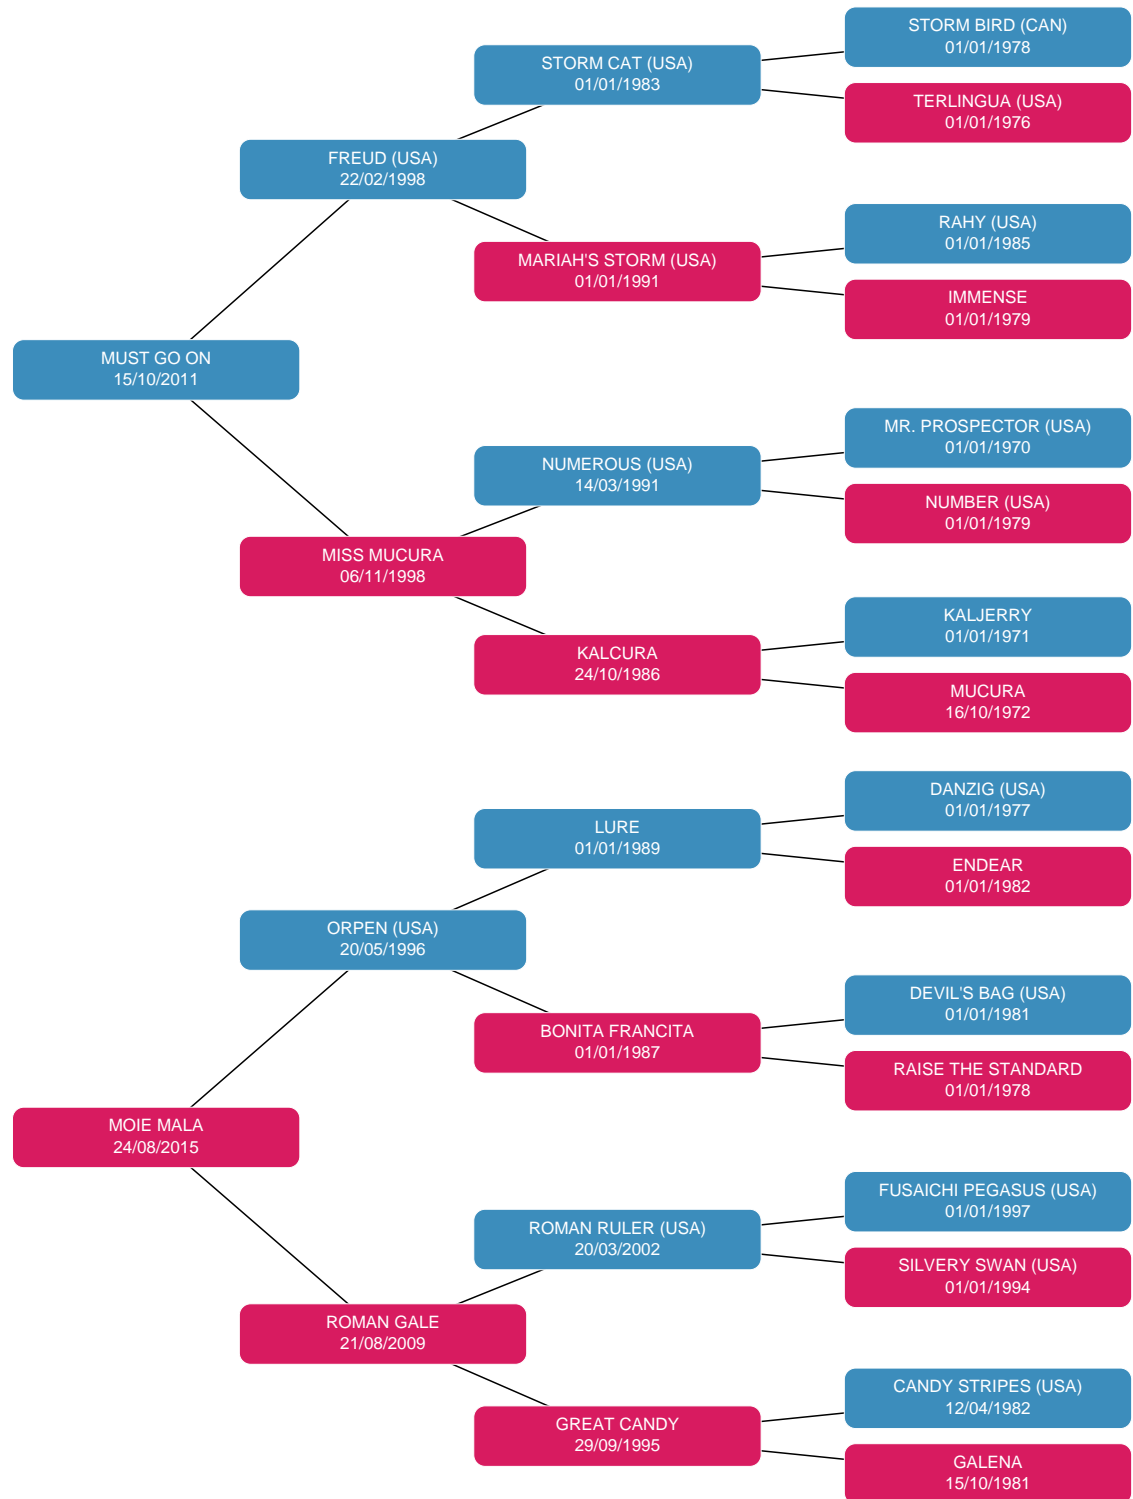 STORM BIRD (CAN)
01/01/1978
STORM CAT (USA)
01/01/1983
TERLINGUA (USA)
01/01/1976
FREUD (USA)
22/02/1998
RAHY (USA)
01/01/1985
MARIAH'S STORM (USA)
01/01/1991
IMMENSE
01/01/1979
MUST GO ON
15/10/2011
MR. PROSPECTOR (USA)
01/01/1970
NUMEROUS (USA)
14/03/1991
NUMBER (USA)
01/01/1979
MISS MUCURA
06/11/1998
KALJERRY
01/01/1971
KALCURA
24/10/1986
MUCURA
16/10/1972
DANZIG (USA)
01/01/1977
LURE
01/01/1989
ENDEAR
01/01/1982
ORPEN (USA)
20/05/1996
DEVIL'S BAG (USA)
01/01/1981
BONITA FRANCITA
01/01/1987
RAISE THE STANDARD
01/01/1978
MOIE MALA
24/08/2015
FUSAICHI PEGASUS (USA)
01/01/1997
ROMAN RULER (USA)
20/03/2002
SILVERY SWAN (USA)
01/01/1994
ROMAN GALE
21/08/2009
CANDY STRIPES (USA)
12/04/1982
GREAT CANDY
29/09/1995
GALENA
15/10/1981